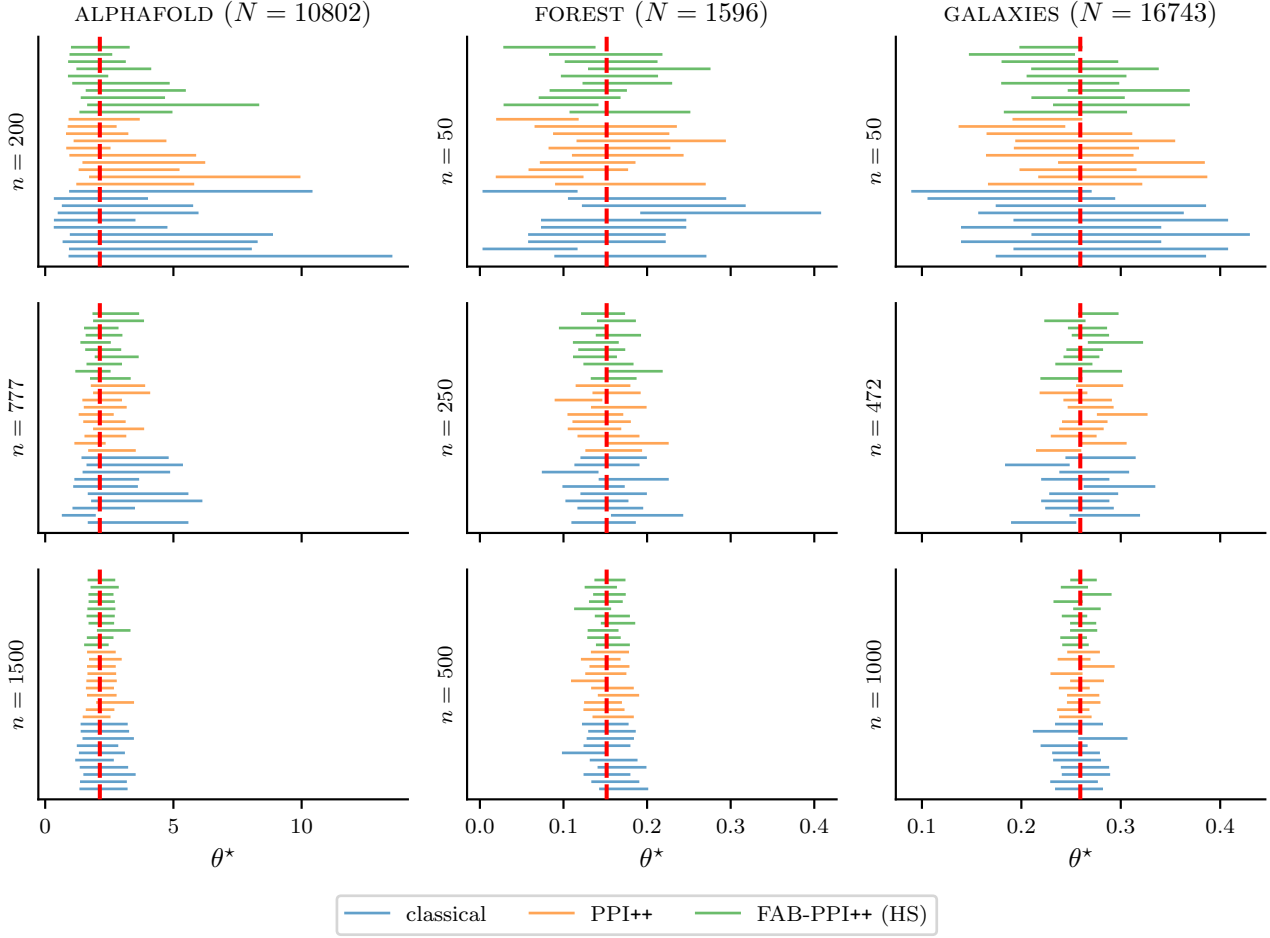 ALPHAFOLD (N = 10802)
FOREST (N = 1596)
GALAXIES (N = 16743)
n = 200
n = 50
n = 50
n = 777
n = 250
n = 472
n = 1500
n = 500
n = 1000
0 5 10
0.0 0.1 0.2 0.3 0.4
0.1 0.2 0.3 0.4
θ⋆
θ⋆
θ⋆
classical
PPI++
FAB-PPI++ (HS)